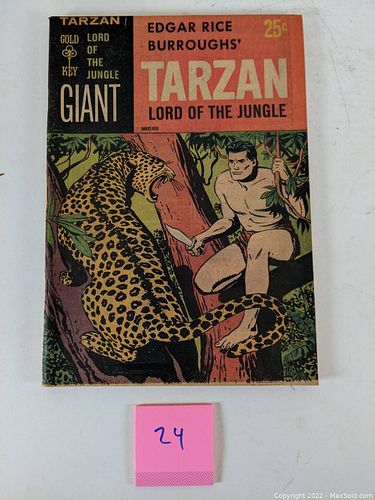 TARZAN
GOLD
KEY
LORD
OF
THE
JUNGLE
GIANT
EDGAR RICE
BURROUGHS'
25¢
TARZAN
LORD OF THE JUNGLE
24
Copyright 2022 - MaxSold.com